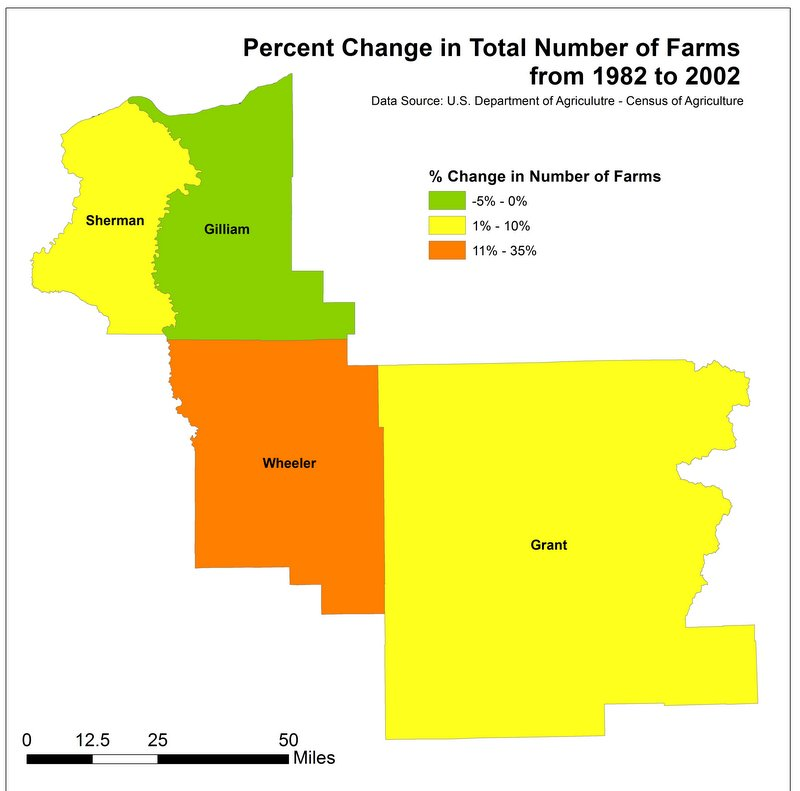 Percent Change in Total Number of Farms
from 1982 to 2002
Data Source: U.S. Department of Agriculutre - Census of Agriculture
% Change in Number of Farms
-5% - 0%
1% - 10%
11% - 35%
Sherman
Gilliam
Wheeler
Grant
0 12.5 25 50
Miles